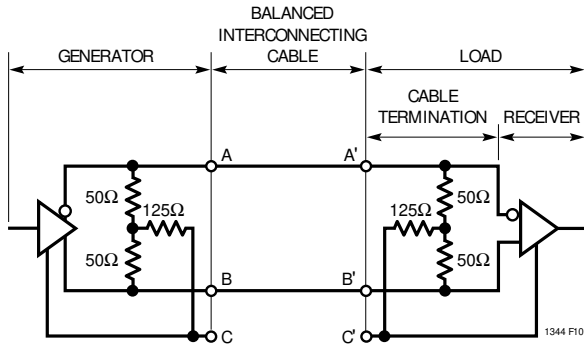 BALANCED
INTERCONNECTING
GENERATOR CABLE LOAD
CABLE
TERMINATION RECEIVER
A A'
50Ω 125Ω 125Ω 50Ω
50Ω 50Ω
B B'
C C'
1344 F10